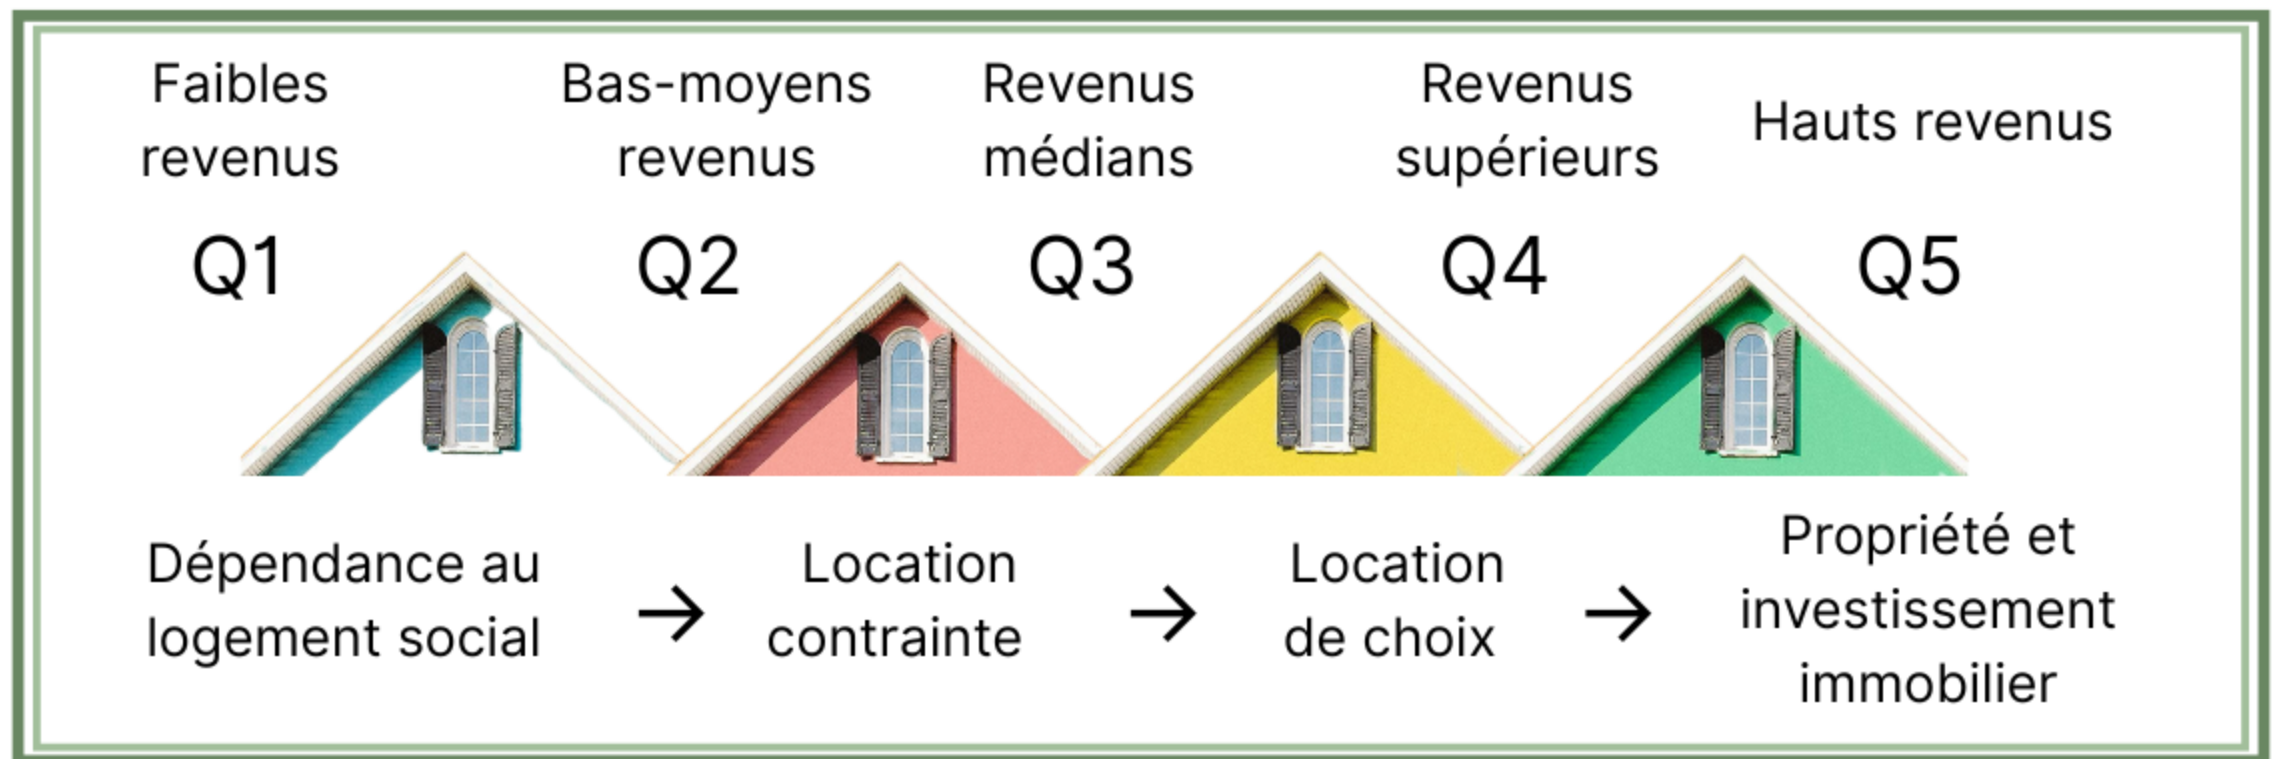 Faibles
revenus
Bas-moyens
revenus
Revenus
médians
Revenus
supérieurs
Hauts revenus
Q1
Q2
Q3
Q4
Q5
Dépendance au
logement social
→
Location
contrainte
→
Location
de choix
→
Propriété et
investissement
immobilier